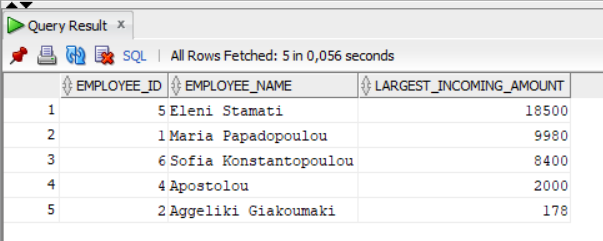 Query Result ×
SQL | All Rows Fetched: 5 in 0,056 seconds
EMPLOYEE_ID EMPLOYEE_NAME LARGEST_INCOMING_AMOUNT
1 5 Eleni Stamati 18500
2 1 Maria Papadopoulou 9980
3 6 Sofia Konstantopoulou 8400
4 4 Apostolou 2000
5 2 Aggeliki Giakoumaki 178